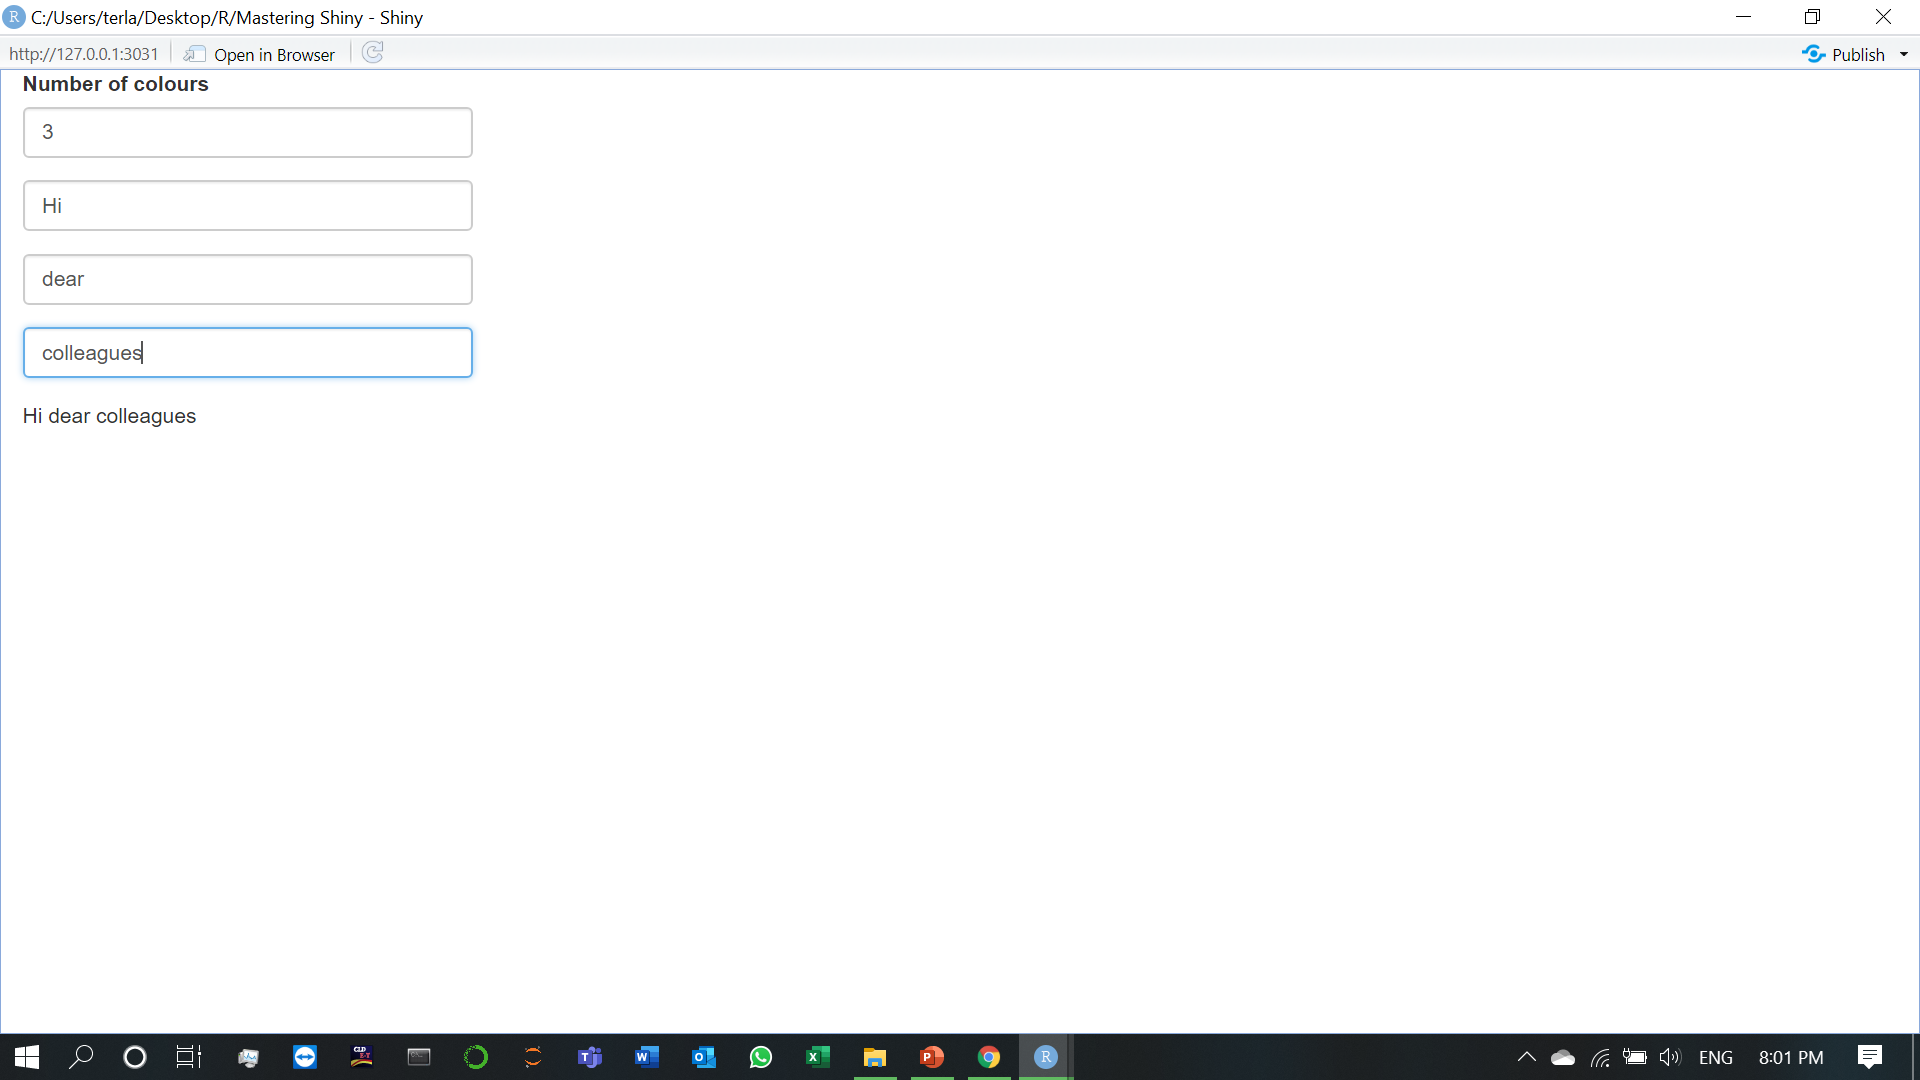 R C:/Users/terla/Desktop/R/Mastering Shiny - Shiny
http://127.0.0.1:3031 Open in Browser Publish
Number of colours
3
Hi
dear
colleagues
Hi dear colleagues
CLD
E-T
T W O X P R ENG 8:01 PM